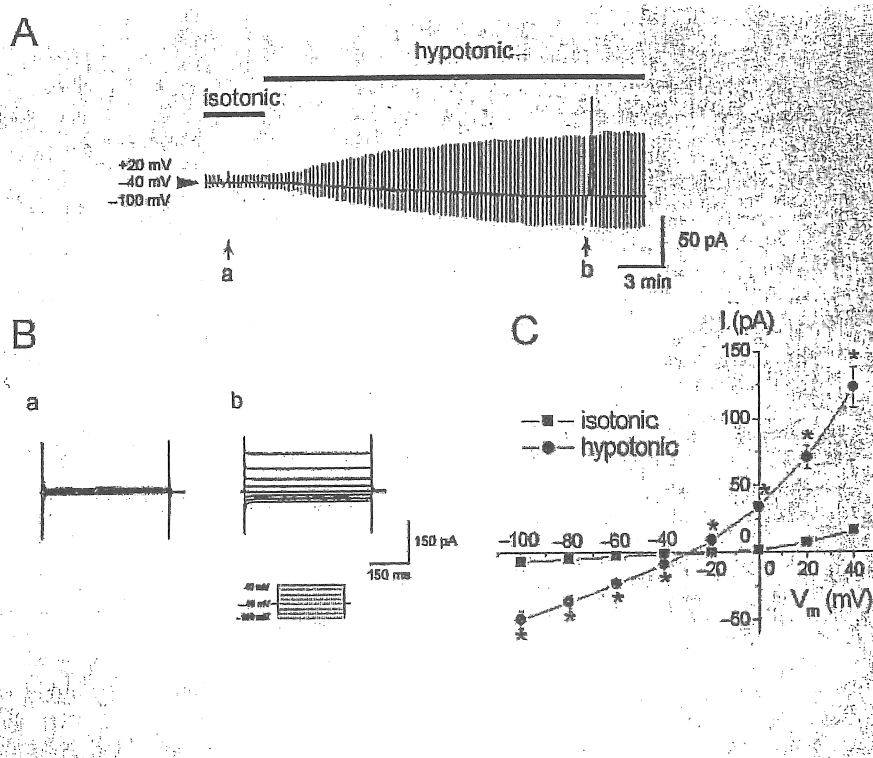 A
hypotonic
isotonic
+20 mV
−40 mV
−100 mV
a
b
50 pA
3 min
B
a
b
150 pA
150 ms
C
I (pA)
150
100
50
0
−50
isotonic
hypotonic
−100 −80 −60 −40 −20 0 20 40
Vm (mV)
* * * * * * * *